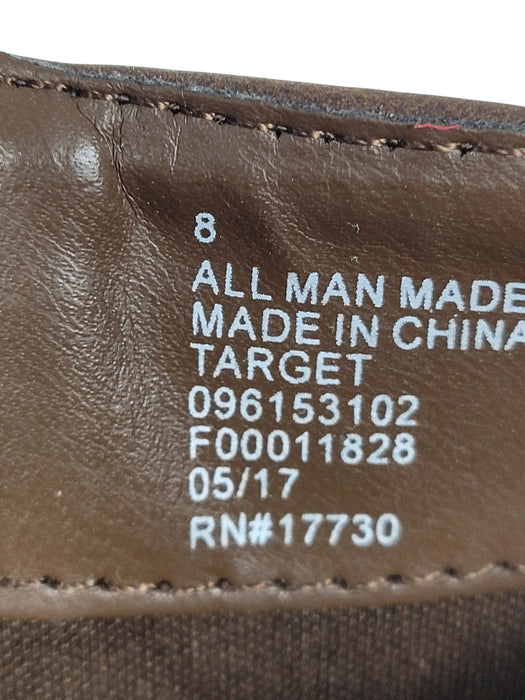 8
ALL MAN MADE
MADE IN CHINA
TARGET
096153102
F00011828
05/17
RN#17730